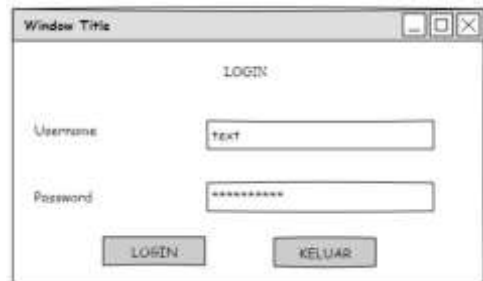 Window Title
LOGIN
Username
text
Password
**********
LOGIN
KELUAR